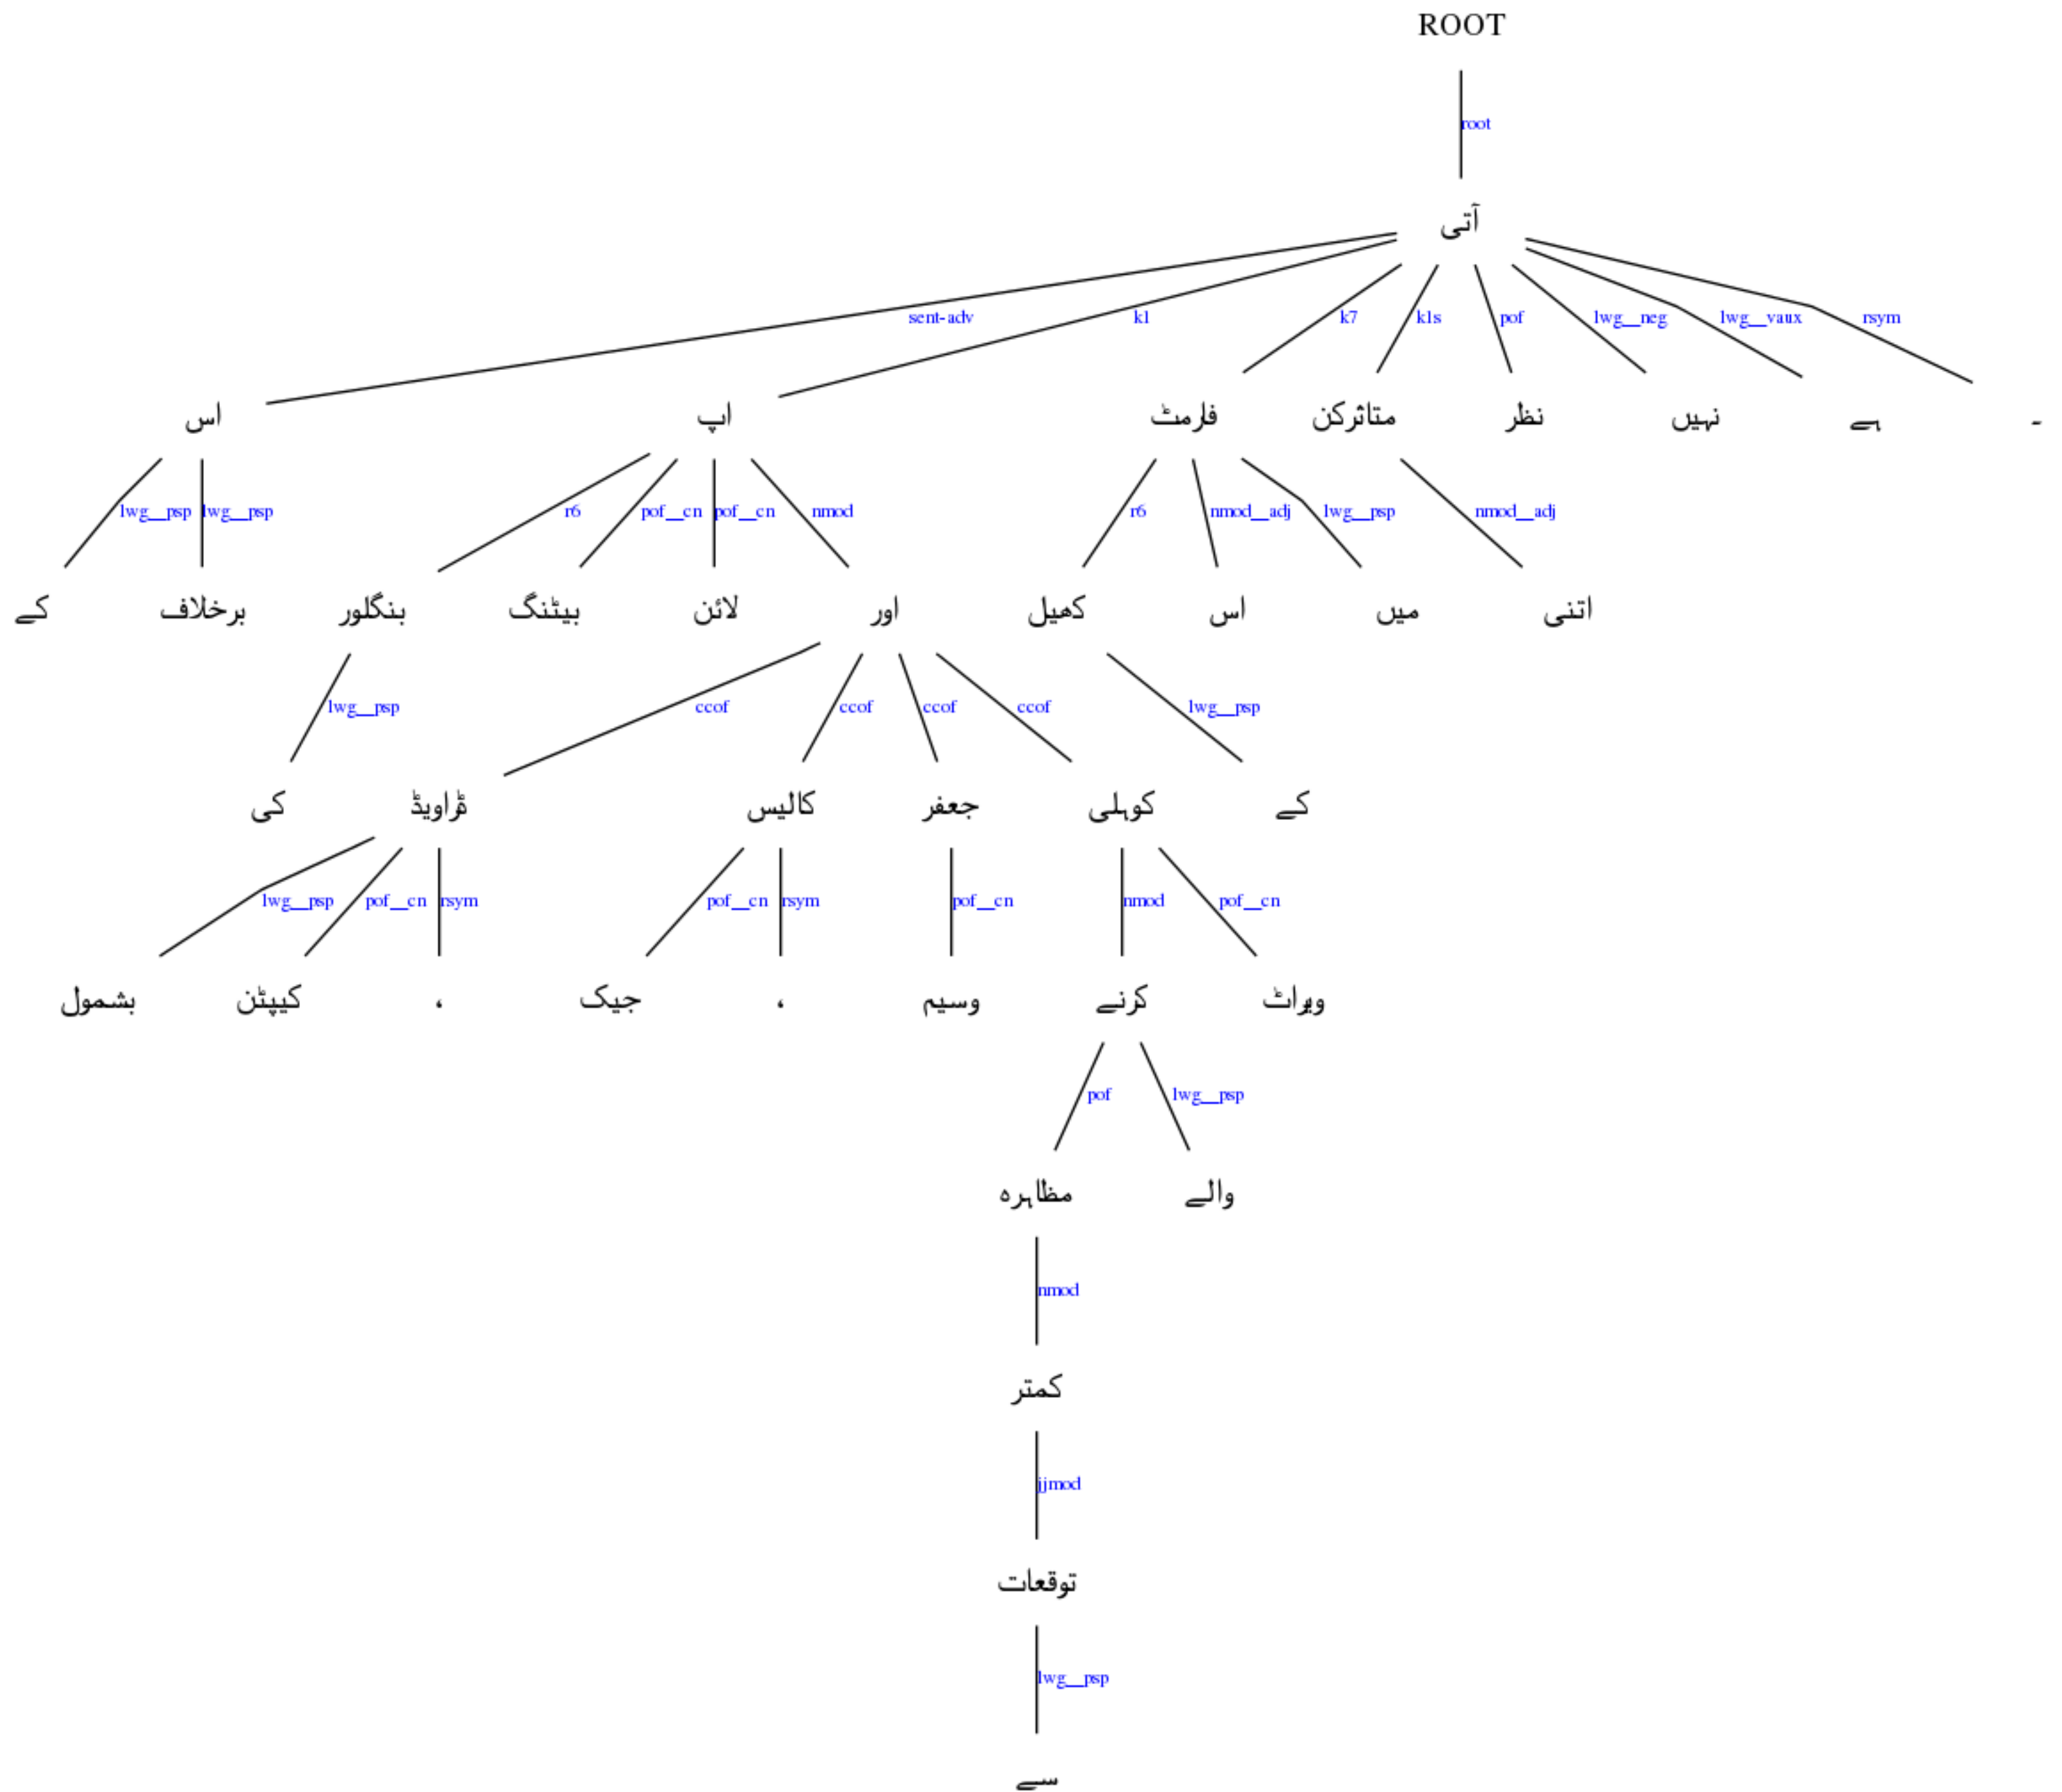 ROOT
root
آتی
sent-adv k1 k7 k1s pof lwg__neg lwg__vaux rsym
اس اپ فارمٹ متاثرکن نظر نہیں ہے ۔
lwg__psp lwg__psp r6 pof__cn pof__cn nmod r6 nmod__adj lwg__psp nmod__adj
کے برخلاف بنگلور بیٹنگ لائن اور کھیل اس میں اتنی
lwg__psp ccof ccof ccof ccof lwg__psp
کی ڈراویڈ کالیس جعفر کوہلی کے
lwg__psp pof__cn rsym pof__cn rsym pof__cn nmod pof__cn
بشمول کیپٹن ، جیک ، وسیم کرنے ویراٹ
pof lwg__psp
مظاہرہ والے
nmod
کمتر
jjmod
توقعات
lwg__psp
سے